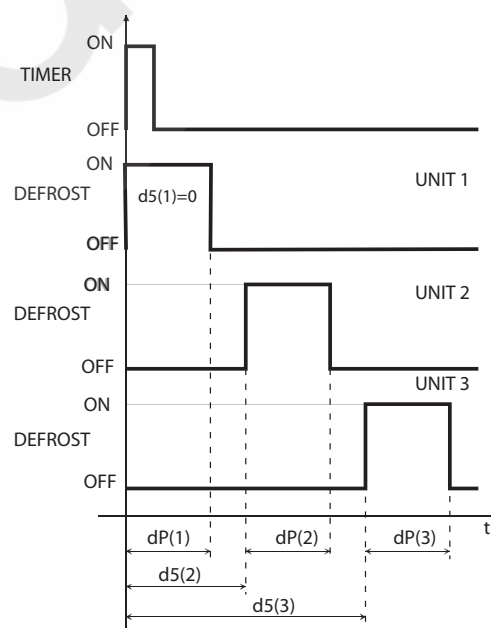 ON
TIMER
OFF
ON
UNIT 1
DEFROST
d5(1)=0
OFF
ON
UNIT 2
DEFROST
OFF
UNIT 3
ON
DEFROST
OFF
t
dP(1)
dP(2)
dP(3)
d5(2)
d5(3)